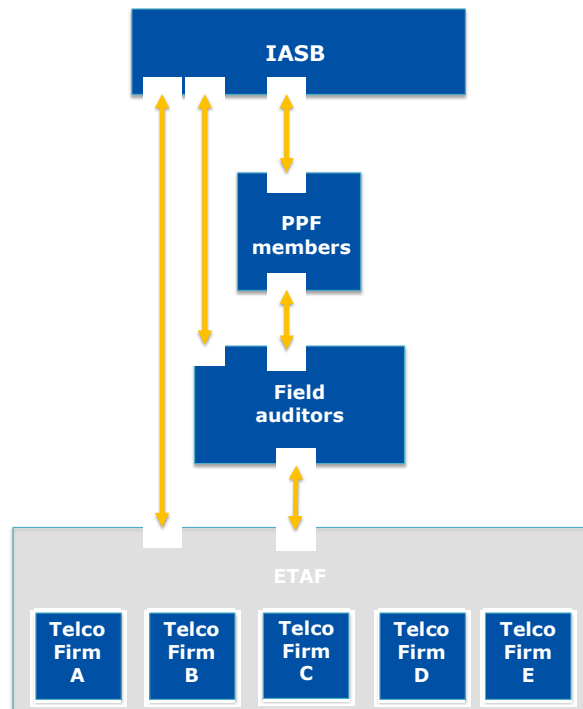 IASB
PPF
members
Field
auditors
ETAF
Telco
Firm
A
Telco
Firm
B
Telco
Firm
C
Telco
Firm
D
Telco
Firm
E